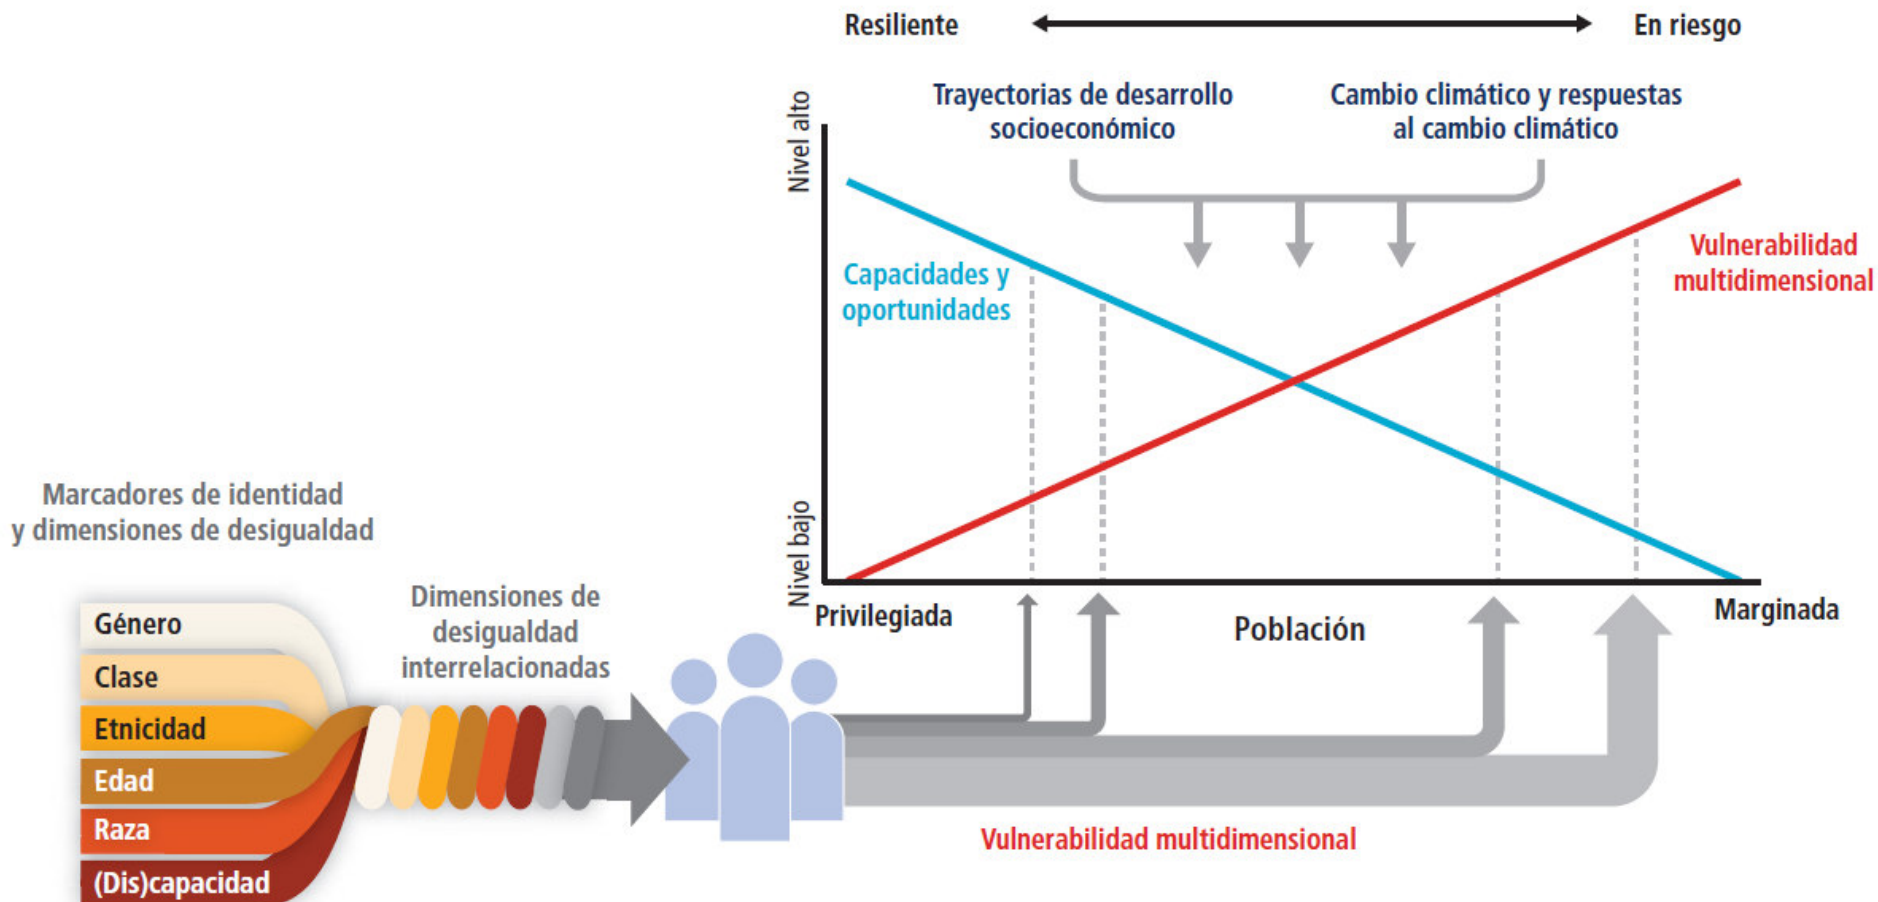 Resiliente
En riesgo
Trayectorias de desarrollo
socioeconómico
Cambio climático y respuestas
al cambio climático
Nivel alto
Capacidades y
oportunidades
Vulnerabilidad
multidimensional
Nivel bajo
Privilegiada
Población
Marginada
Marcadores de identidad
y dimensiones de desigualdad
Género
Clase
Etnicidad
Edad
Raza
(Dis)capacidad
Dimensiones de
desigualdad
interrelacionadas
Vulnerabilidad multidimensional